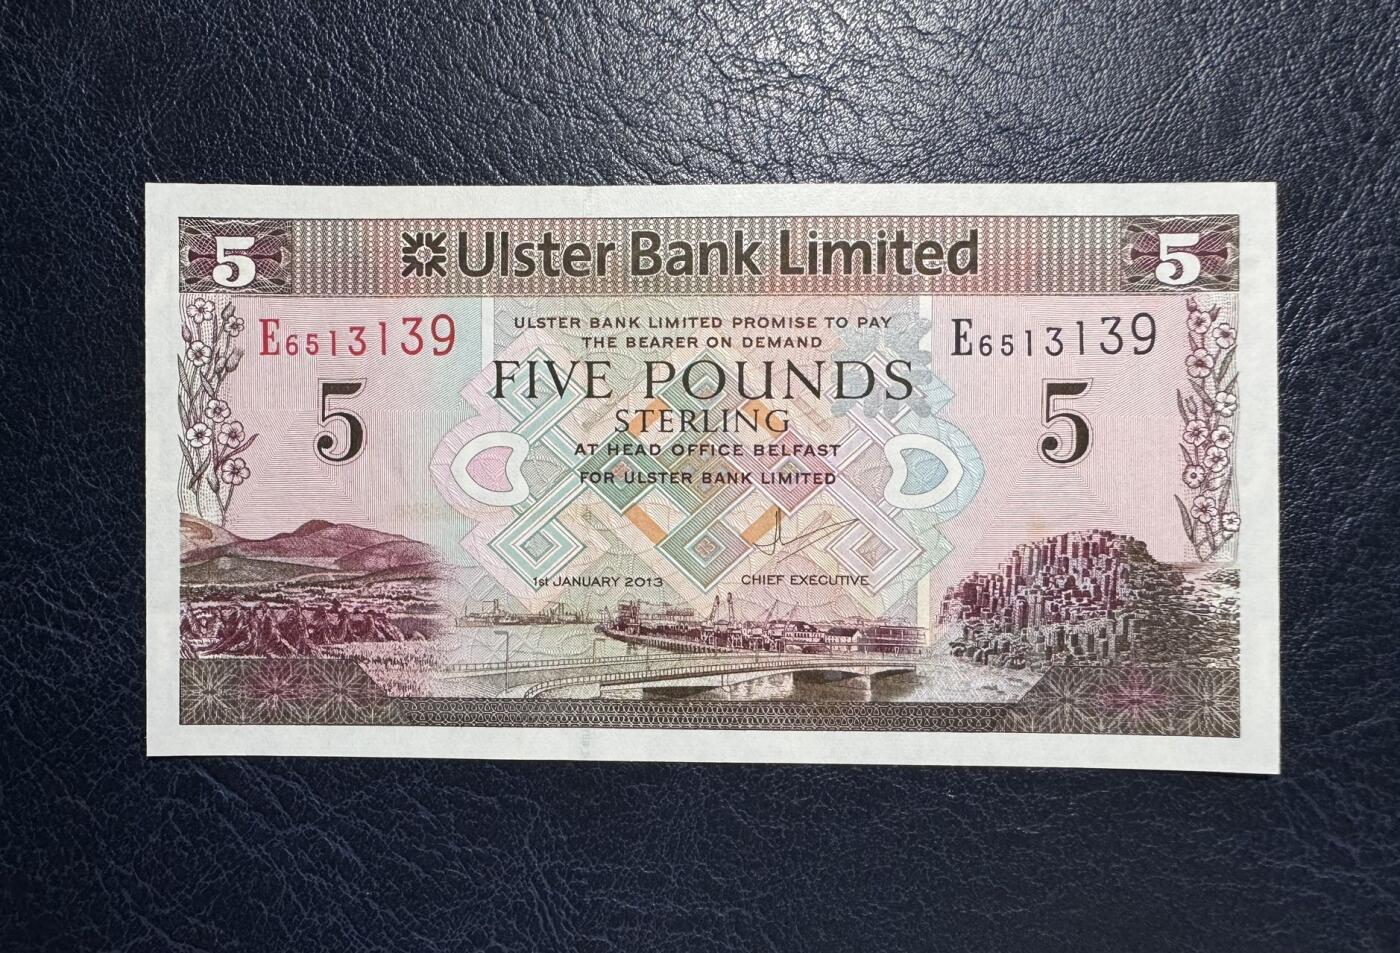 5 Ulster Bank Limited 5
E6513139 E6513139
ULSTER BANK LIMITED PROMISE TO PAY
THE BEARER ON DEMAND
FIVE POUNDS
STERLING
5 5
AT HEAD OFFICE BELFAST
FOR ULSTER BANK LIMITED
1st JANUARY 2013 CHIEF EXECUTIVE